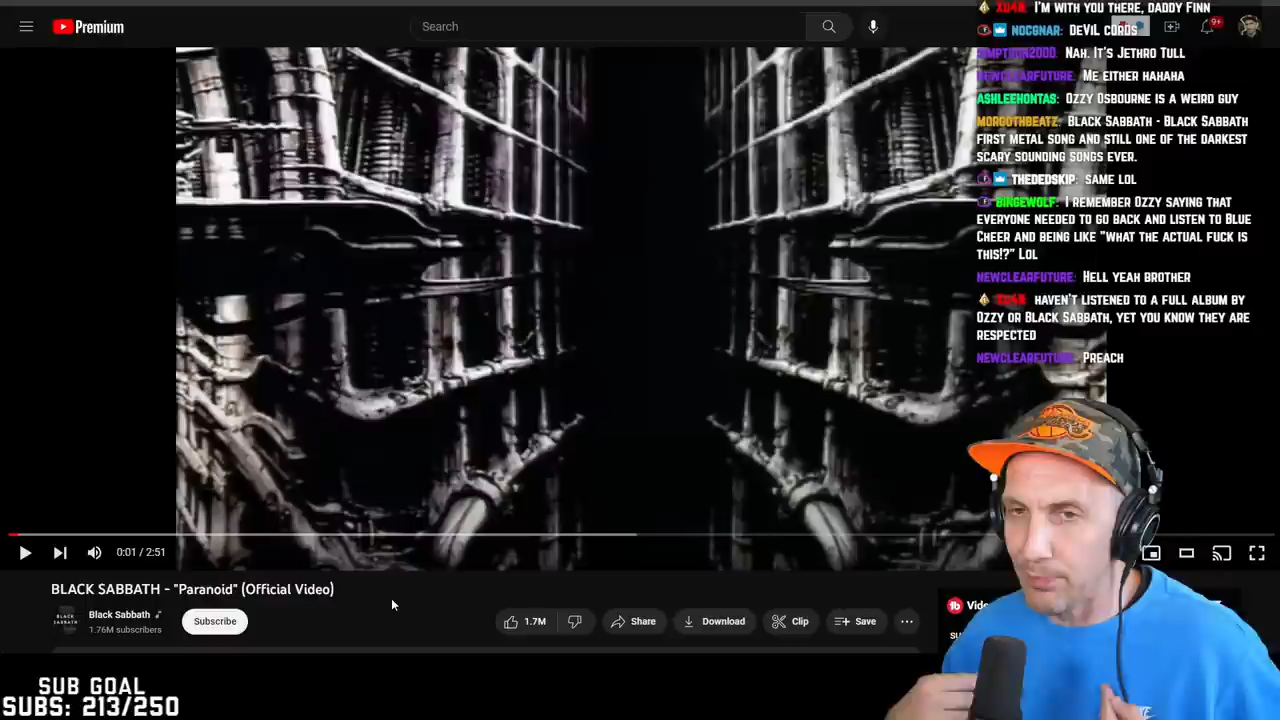 Premium
Search
9+
XU4N: I'M WITH YOU THERE, DADDY FINN
NOCGNAR: DEVIL CORDS
NAH. IT'S JETHRO TULL
NEWCLEARFUTURE: ME EITHER HAHAHA
ASHLEEHONTAS: OZZY OSBOURNE IS A WEIRD GUY
MORGOTHBEATZ: BLACK SABBATH - BLACK SABBATH
FIRST METAL SONG AND STILL ONE OF THE DARKEST
SCARY SOUNDING SONGS EVER.
THEDEDSKIP: SAME LOL
BINGEWOLF: I REMEMBER OZZY SAYING THAT
EVERYONE NEEDED TO GO BACK AND LISTEN TO BLUE
CHEER AND BEING LIKE "WHAT THE ACTUAL FUCK IS
THIS!?" LOL
NEWCLEARFUTURE: HELL YEAH BROTHER
XU4N: HAVEN'T LISTENED TO A FULL ALBUM BY
OZZY OR BLACK SABBATH, YET YOU KNOW THEY ARE
RESPECTED
NEWCLEARFUTURE: PREACH
0:01 / 2:51
BLACK SABBATH - "Paranoid" (Official Video)
Black Sabbath
1.76M subscribers
Subscribe
1.7M
Share
Download
Clip
Save
SUB GOAL
SUBS: 213/250